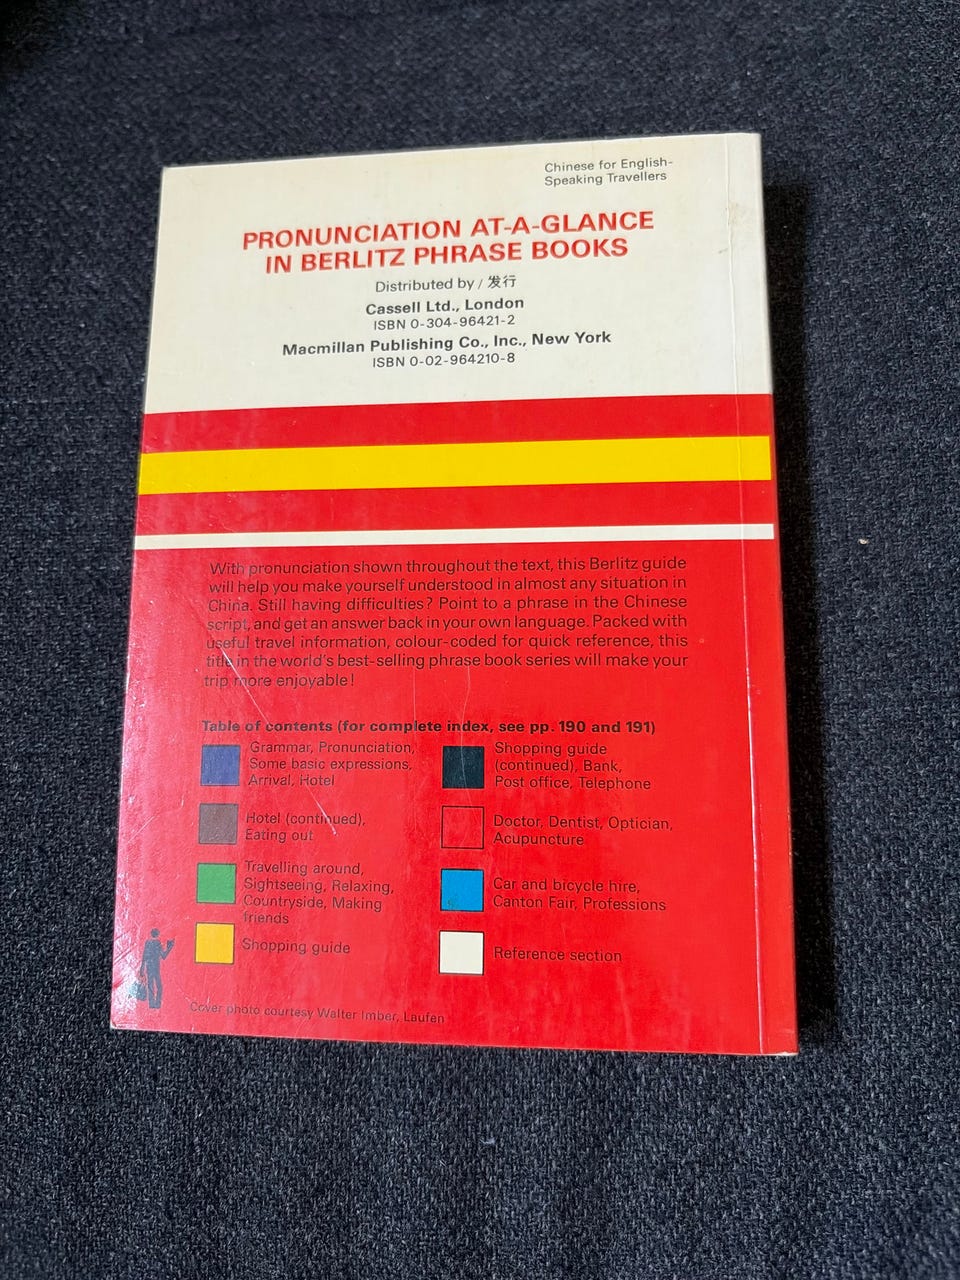 Chinese for English-
Speaking Travellers
PRONUNCIATION AT-A-GLANCE
IN BERLITZ PHRASE BOOKS
Distributed by / 发行
Cassell Ltd., London
ISBN 0-304-96421-2
Macmillan Publishing Co., Inc., New York
ISBN 0-02-964210-8
With pronunciation shown throughout the text, this Berlitz guide
will help you make yourself understood in almost any situation in
China. Still having difficulties? Point to a phrase in the Chinese
script, and get an answer back in your own language. Packed with
useful travel information, colour-coded for quick reference, this
title in the world's best-selling phrase book series will make your
trip more enjoyable!
Table of contents (for complete index, see pp. 190 and 191)
Grammar, Pronunciation,
Some basic expressions,
Arrival, Hotel
Hotel (continued),
Eating out
Travelling around,
Sightseeing, Relaxing,
Countryside, Making
friends
Shopping guide
Shopping guide
(continued), Bank,
Post office, Telephone
Doctor, Dentist, Optician,
Acupuncture
Car and bicycle hire,
Canton Fair, Professions
Reference section
Cover photo courtesy Walter Imber, Laufen